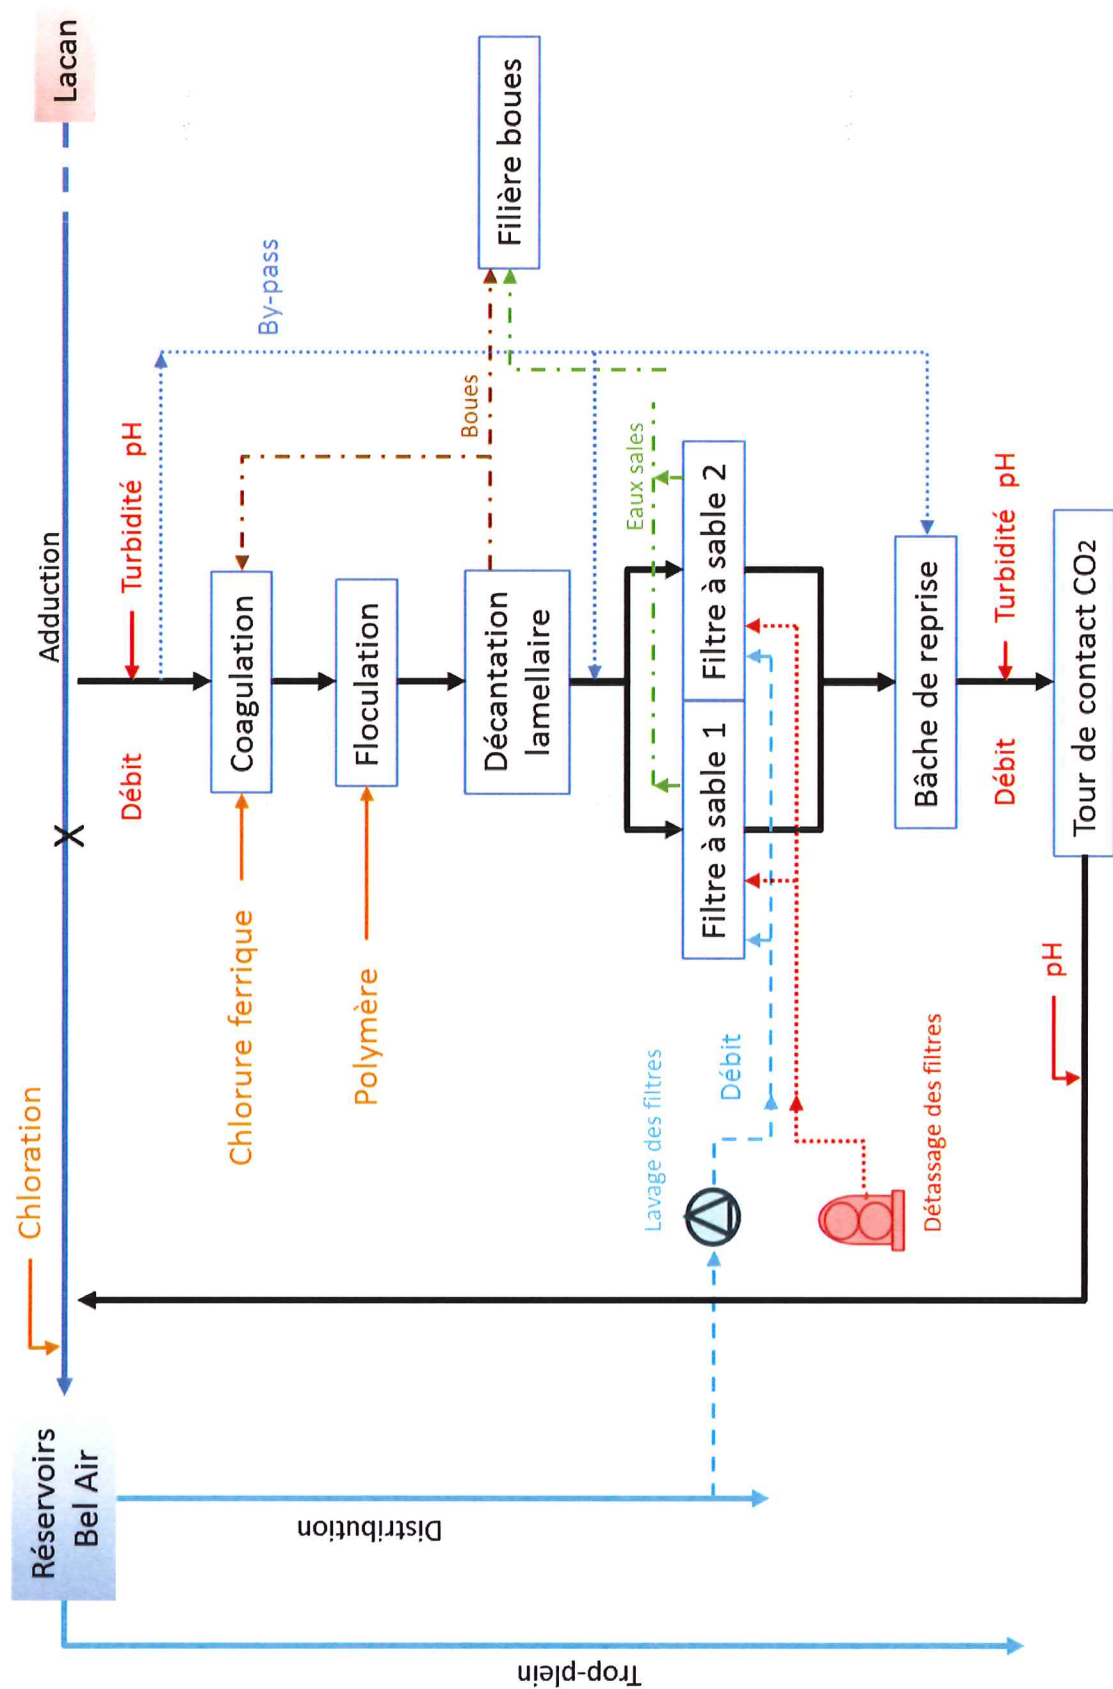 Lacan
Adduction
Chloration
Réservoirs
Bel Air
Trop-plein
Distribution
Débit
Turbidité pH
By-pass
Chlorure ferrique
Coagulation
Polymère
Floculation
Décantation
lamellaire
Boues
Filière boues
Eaux sales
Filtre à sable 1
Filtre à sable 2
Lavage des filtres
Débit
Détassage des filtres
Bâche de reprise
Débit
Turbidité pH
Tour de contact CO2
pH
X